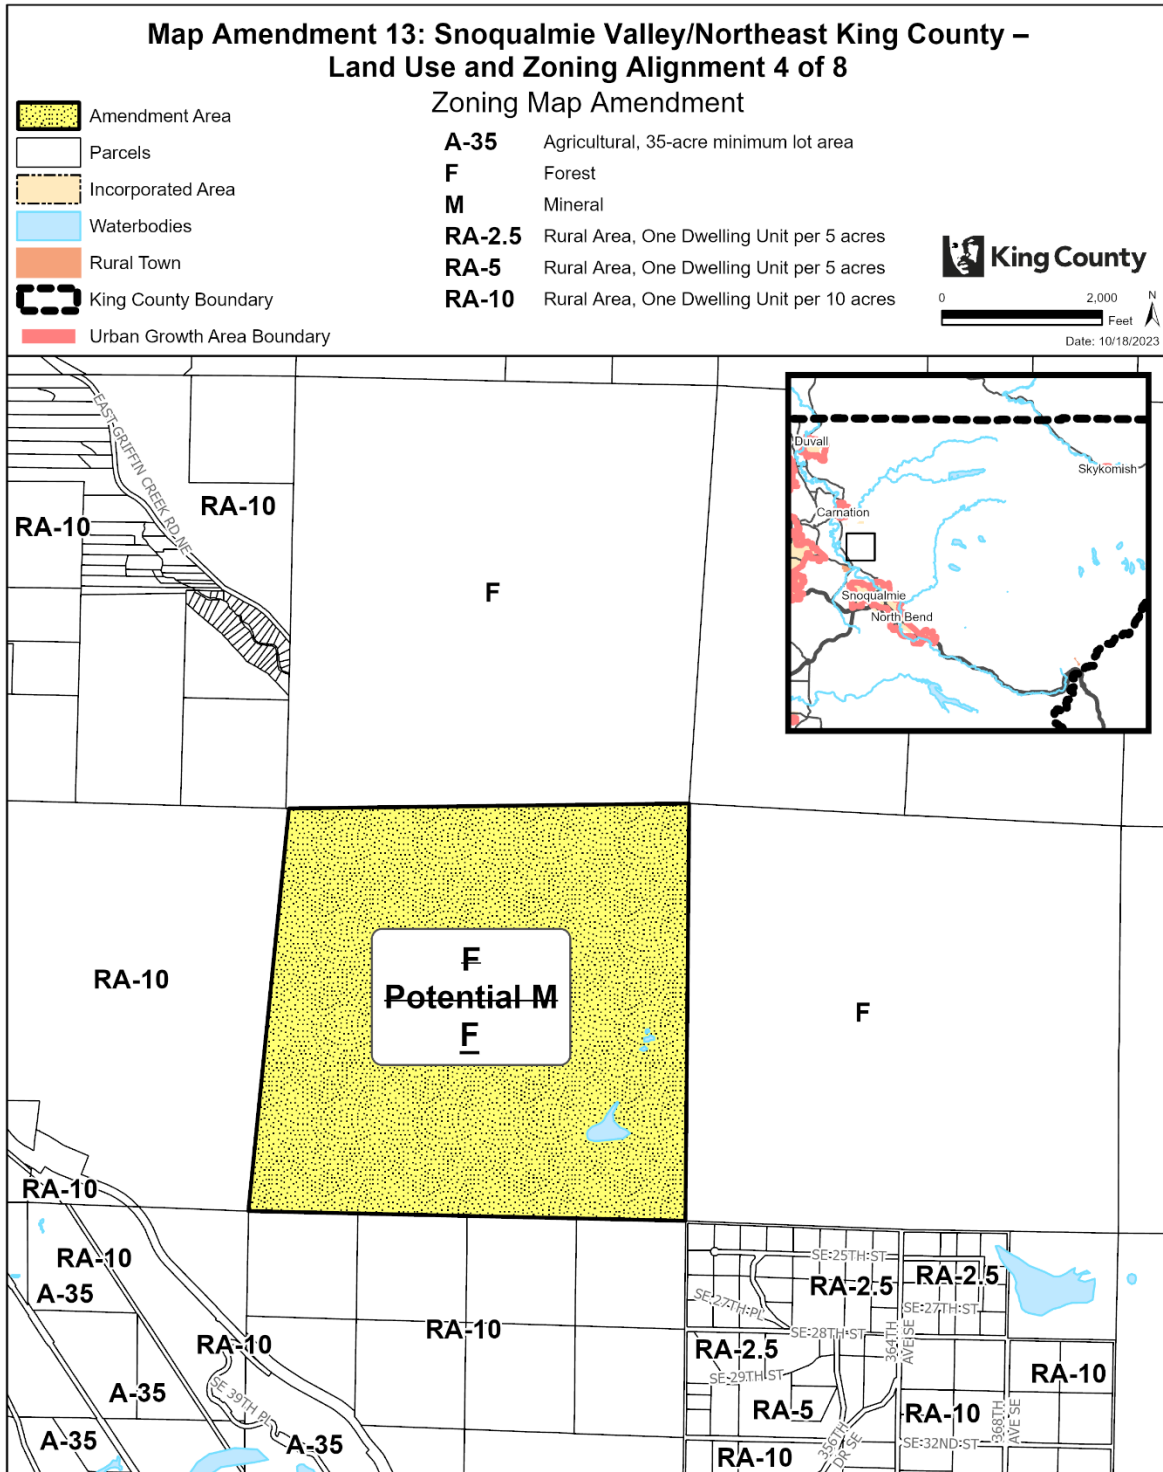 Map Amendment 13: Snoqualmie Valley/Northeast King County –
Land Use and Zoning Alignment 4 of 8
Zoning Map Amendment
Amendment Area
Parcels
Incorporated Area
Waterbodies
Rural Town
King County Boundary
Urban Growth Area Boundary
A-35 Agricultural, 35-acre minimum lot area
F Forest
M Mineral
RA-2.5 Rural Area, One Dwelling Unit per 5 acres
RA-5 Rural Area, One Dwelling Unit per 5 acres
RA-10 Rural Area, One Dwelling Unit per 10 acres
King County
0 2,000 N
Feet
Date: 10/18/2023
EAST GRIFFIN CREEK RD NE
RA-10
RA-10
F
Duvall
Skykomish
Carnation
Snoqualmie
North Bend
RA-10
F
Potential M
F
F
RA-10
RA-10
A-35
RA-10
RA-10
A-35
SE 39TH PL
A-35
A-35
SE 25TH ST
RA-2.5
RA-2.5
SE 27TH PL
SE 27TH ST
SE 28TH ST
364TH
AVE SE
RA-2.5
SE 29TH ST
RA-10
RA-5
RA-10
368TH
AVE SE
356TH
DR SE
SE 32ND ST
RA-10